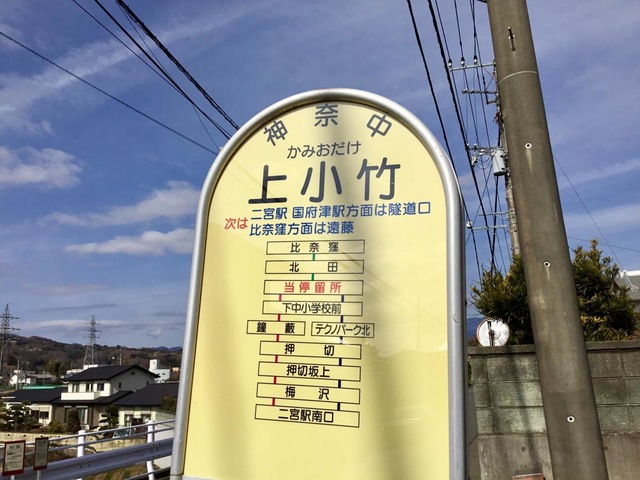 神奈中
かみおだけ
上小竹
次は
二宮駅 国府津駅方面は隧道口
比奈窪方面は遠藤
比奈窪
北田
当停留所
下中小学校前
鐘藪 テクノパーク北
押切
押切坂上
梅沢
二宮駅南口